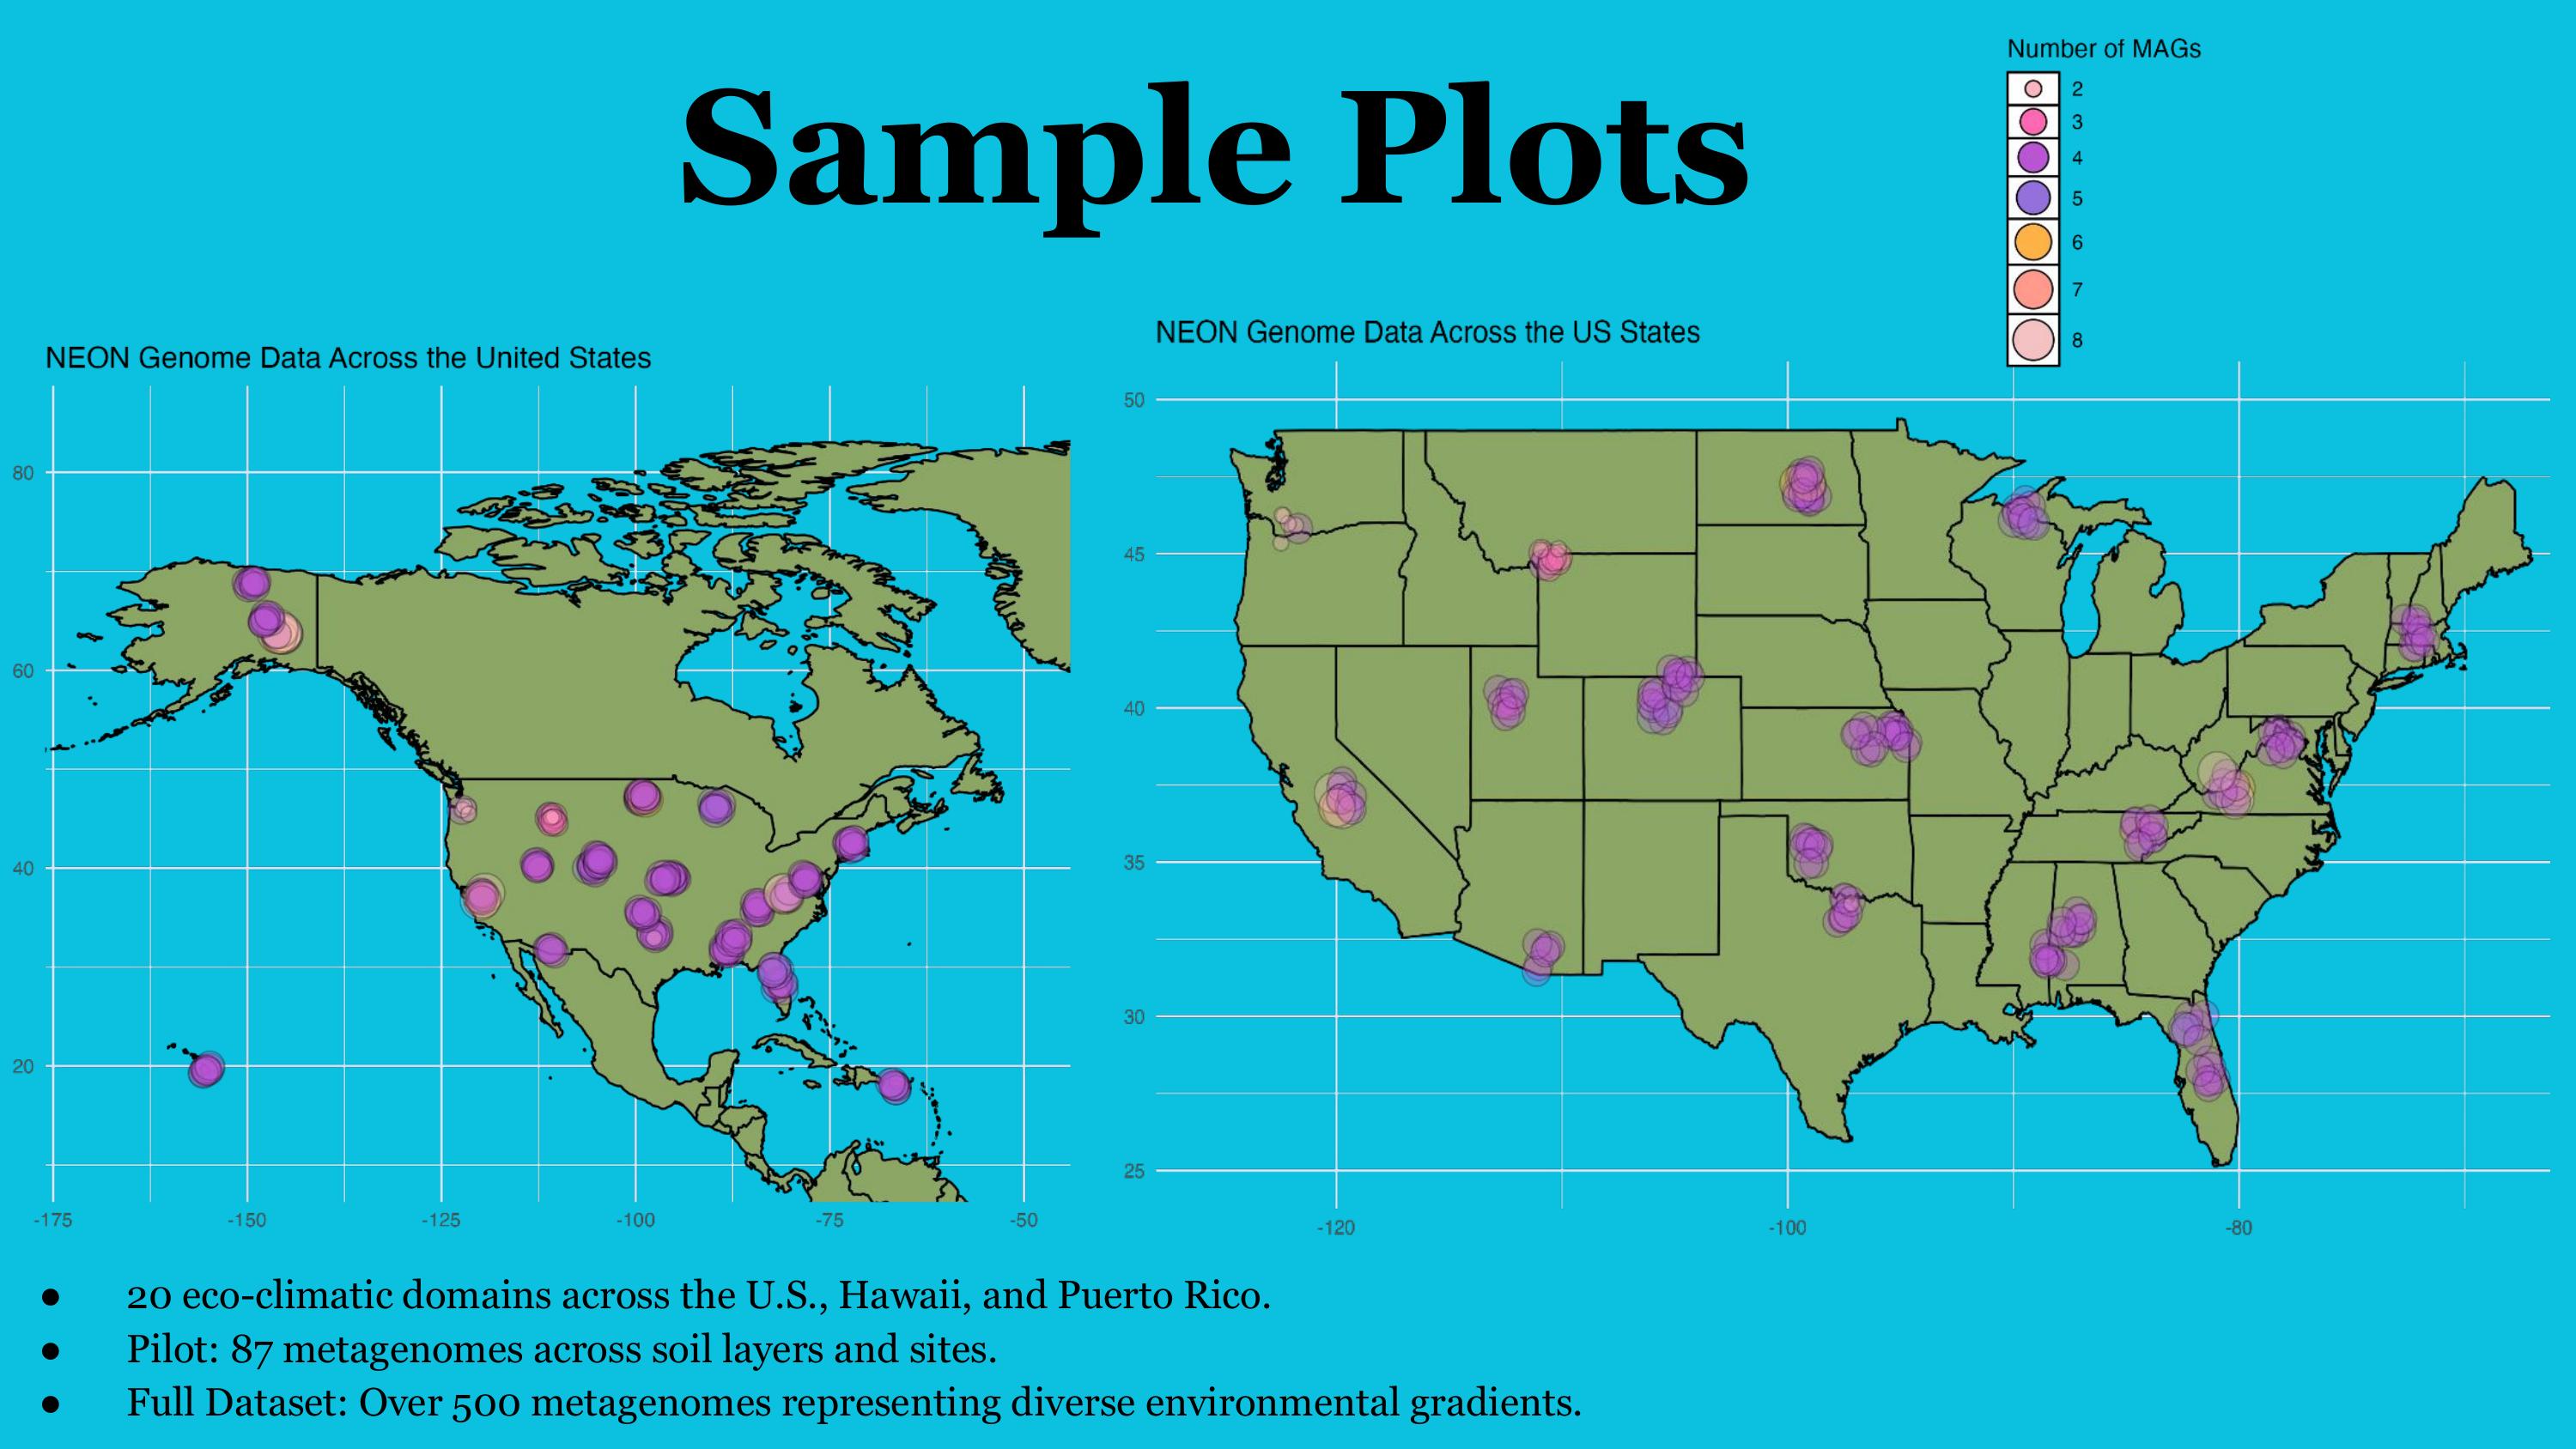 Sample Plots
Number of MAGs
2
3
4
5
6
7
8
NEON Genome Data Across the United States
80
60
40
20
-175 -150 -125 -100 -75 -50
NEON Genome Data Across the US States
50
45
40
35
30
25
-120 -100 -80
● 20 eco-climatic domains across the U.S., Hawaii, and Puerto Rico.
● Pilot: 87 metagenomes across soil layers and sites.
● Full Dataset: Over 500 metagenomes representing diverse environmental gradients.